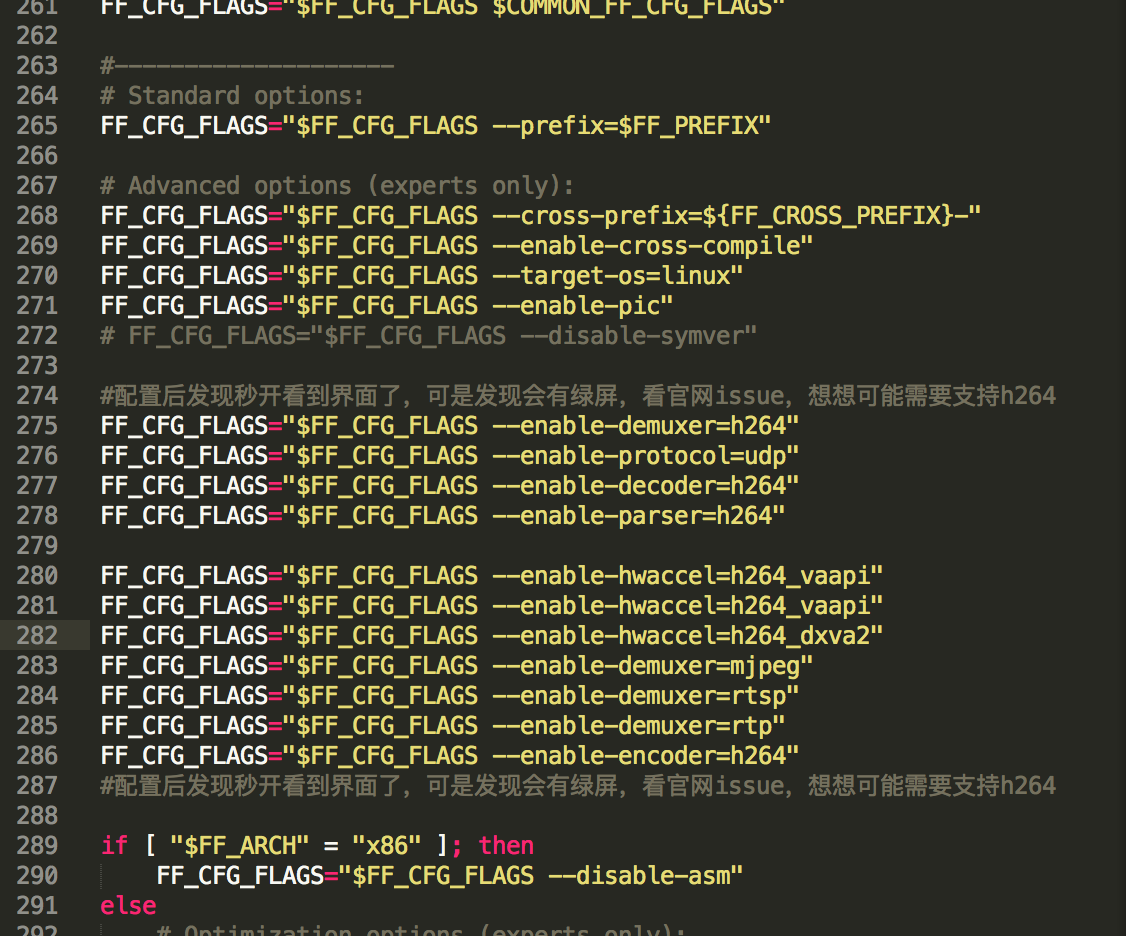 261 FF_CFG_FLAGS="$FF_CFG_FLAGS $COMMON_FF_CFG_FLAGS"
262
263 #--------------------
264 # Standard options:
265 FF_CFG_FLAGS="$FF_CFG_FLAGS --prefix=$FF_PREFIX"
266
267 # Advanced options (experts only):
268 FF_CFG_FLAGS="$FF_CFG_FLAGS --cross-prefix=${FF_CROSS_PREFIX}-"
269 FF_CFG_FLAGS="$FF_CFG_FLAGS --enable-cross-compile"
270 FF_CFG_FLAGS="$FF_CFG_FLAGS --target-os=linux"
271 FF_CFG_FLAGS="$FF_CFG_FLAGS --enable-pic"
272 # FF_CFG_FLAGS="$FF_CFG_FLAGS --disable-symver"
273
274 #配置后发现秒开看到界面了，可是发现会有绿屏，看官网issue，想想可能需要支持h264
275 FF_CFG_FLAGS="$FF_CFG_FLAGS --enable-demuxer=h264"
276 FF_CFG_FLAGS="$FF_CFG_FLAGS --enable-protocol=udp"
277 FF_CFG_FLAGS="$FF_CFG_FLAGS --enable-decoder=h264"
278 FF_CFG_FLAGS="$FF_CFG_FLAGS --enable-parser=h264"
279
280 FF_CFG_FLAGS="$FF_CFG_FLAGS --enable-hwaccel=h264_vaapi"
281 FF_CFG_FLAGS="$FF_CFG_FLAGS --enable-hwaccel=h264_vaapi"
282 FF_CFG_FLAGS="$FF_CFG_FLAGS --enable-hwaccel=h264_dxva2"
283 FF_CFG_FLAGS="$FF_CFG_FLAGS --enable-demuxer=mjpeg"
284 FF_CFG_FLAGS="$FF_CFG_FLAGS --enable-demuxer=rtsp"
285 FF_CFG_FLAGS="$FF_CFG_FLAGS --enable-demuxer=rtp"
286 FF_CFG_FLAGS="$FF_CFG_FLAGS --enable-encoder=h264"
287 #配置后发现秒开看到界面了，可是发现会有绿屏，看官网issue，想想可能需要支持h264
288
289 if [ "$FF_ARCH" = "x86" ]; then
290 FF_CFG_FLAGS="$FF_CFG_FLAGS --disable-asm"
291 else
292 # Optimization options (experts only):